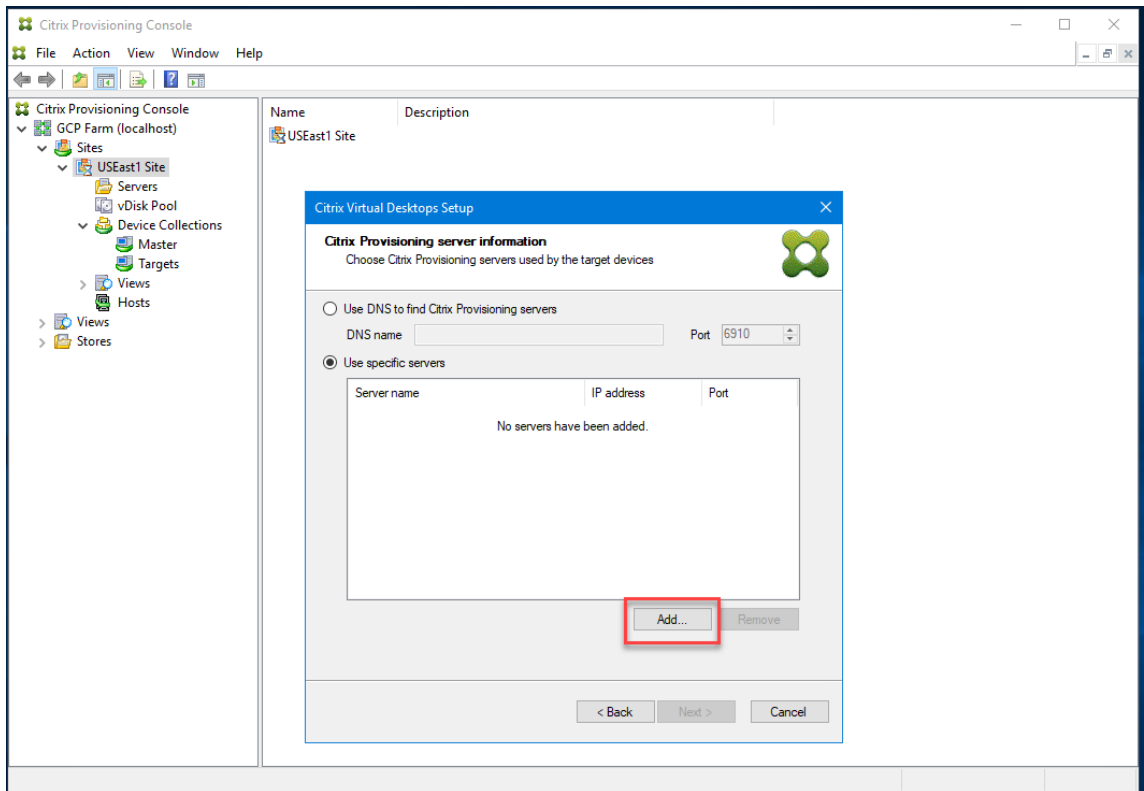 Citrix Provisioning Console
File Action View Window Help
Citrix Provisioning Console
GCP Farm (localhost)
Sites
USEast1 Site
Servers
vDisk Pool
Device Collections
Master
Targets
Views
Hosts
Views
Stores
Name Description
USEast1 Site
Citrix Virtual Desktops Setup
Citrix Provisioning server information
Choose Citrix Provisioning servers used by the target devices
Use DNS to find Citrix Provisioning servers
DNS name Port 6910
Use specific servers
Server name IP address Port
No servers have been added.
Add... Remove
< Back Next > Cancel